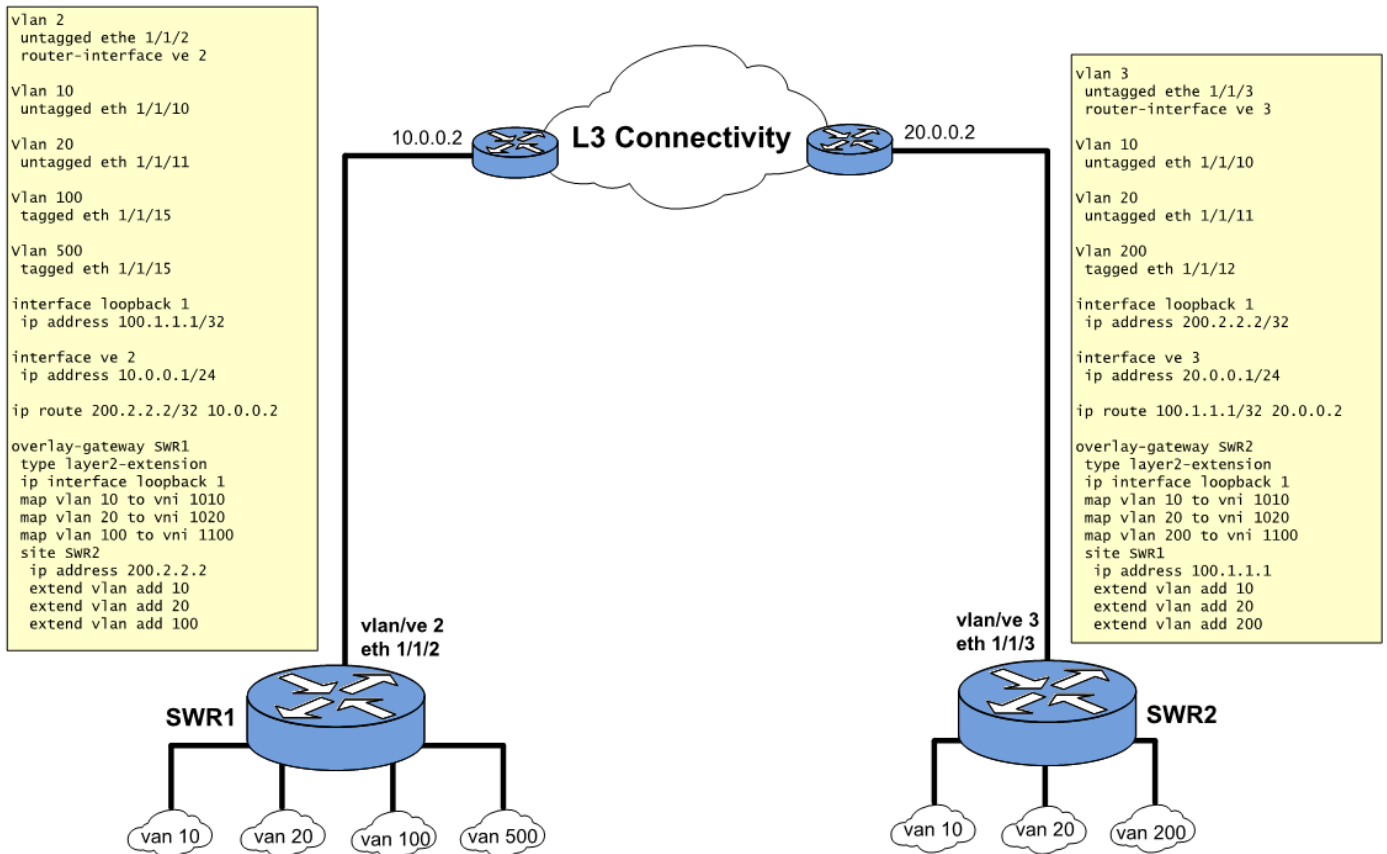 vlan 2
untagged ethe 1/1/2
router-interface ve 2
vlan 10
untagged eth 1/1/10
vlan 20
untagged eth 1/1/11
vlan 100
tagged eth 1/1/15
vlan 500
tagged eth 1/1/15
interface loopback 1
ip address 100.1.1.1/32
interface ve 2
ip address 10.0.0.1/24
ip route 200.2.2.2/32 10.0.0.2
overlay-gateway SWR1
type layer2-extension
ip interface loopback 1
map vlan 10 to vni 1010
map vlan 20 to vni 1020
map vlan 100 to vni 1100
site SWR2
ip address 200.2.2.2
extend vlan add 10
extend vlan add 20
extend vlan add 100
10.0.0.2
L3 Connectivity
20.0.0.2
vlan 3
untagged ethe 1/1/3
router-interface ve 3
vlan 10
untagged eth 1/1/10
vlan 20
untagged eth 1/1/11
vlan 200
tagged eth 1/1/12
interface loopback 1
ip address 200.2.2.2/32
interface ve 3
ip address 20.0.0.1/24
ip route 100.1.1.1/32 20.0.0.2
overlay-gateway SWR2
type layer2-extension
ip interface loopback 1
map vlan 10 to vni 1010
map vlan 20 to vni 1020
map vlan 200 to vni 1100
site SWR1
ip address 100.1.1.1
extend vlan add 10
extend vlan add 20
extend vlan add 200
vlan/ve 2
eth 1/1/2
vlan/ve 3
eth 1/1/3
SWR1
SWR2
van 10
van 20
van 100
van 500
van 10
van 20
van 200